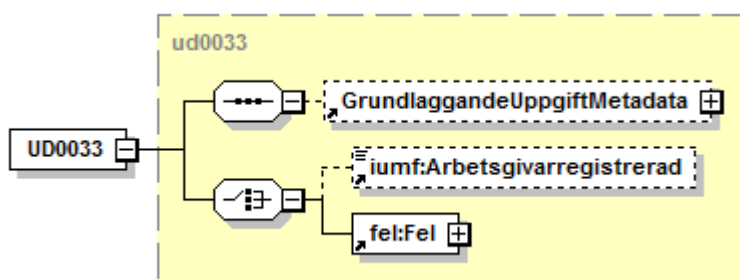 ud0033
GrundlaggandeUppgiftMetadata
UD0033
iumf:Arbetsgivarregistrerad
fel:Fel